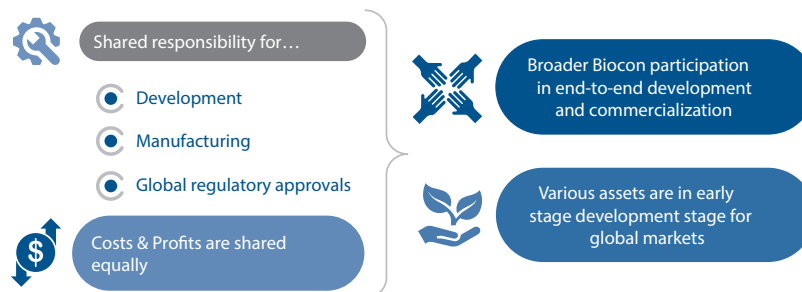 Shared responsibility for…
Development
Manufacturing
Global regulatory approvals
$
Costs & Profits are shared
equally
Broader Biocon participation
in end-to-end development
and commercialization
Various assets are in early
stage development stage for
global markets